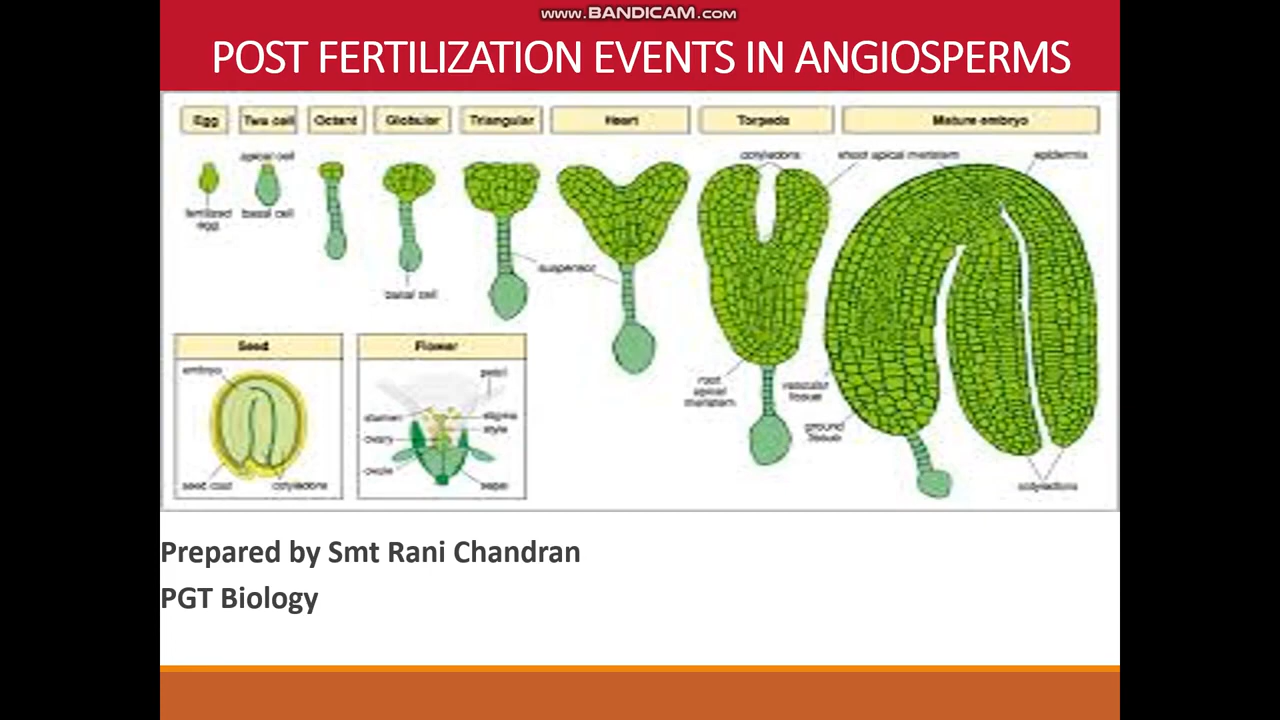 www.BANDICAM.com
POST FERTILIZATION EVENTS IN ANGIOSPERMS
Egg
Two cell
Octant
Globular
Triangular
Heart
Torpedo
Mature embryo
apical cell
cotyledons
shoot apical meristem
epidermis
fertilized
egg
basal cell
suspensor
basal cell
Seed
Flower
embryo
petal
stamen
stigma
style
ovary
ovule
sepal
seed coat
cotyledons
root
apical
meristem
vascular
tissue
ground
tissue
cotyledons
Prepared by Smt Rani Chandran
PGT Biology